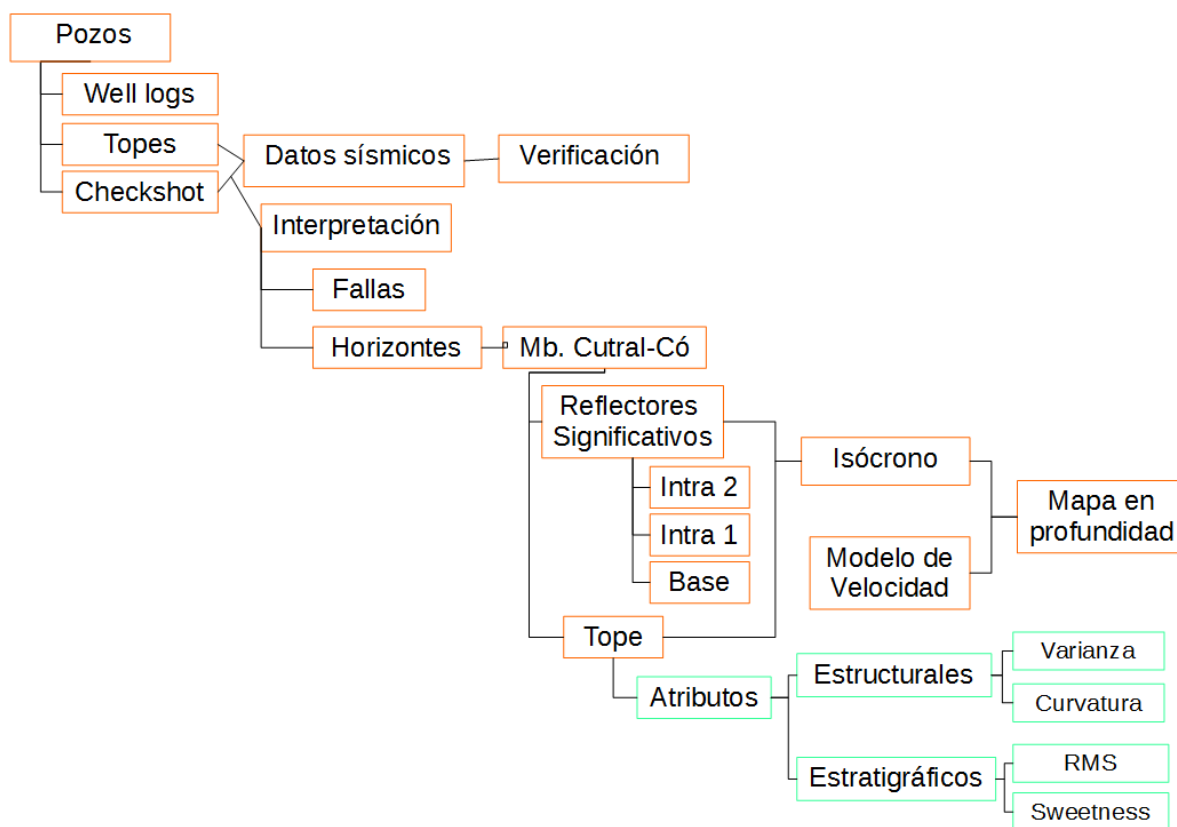 Pozos
Well logs
Topes
Checkshot
Datos sísmicos
Verificación
Interpretación
Fallas
Horizontes
Mb. Cutral-Có
Reflectores
Significativos
Intra 2
Intra 1
Base
Isócrono
Modelo de
Velocidad
Mapa en
profundidad
Tope
Atributos
Estructurales
Varianza
Curvatura
Estratigráficos
RMS
Sweetness